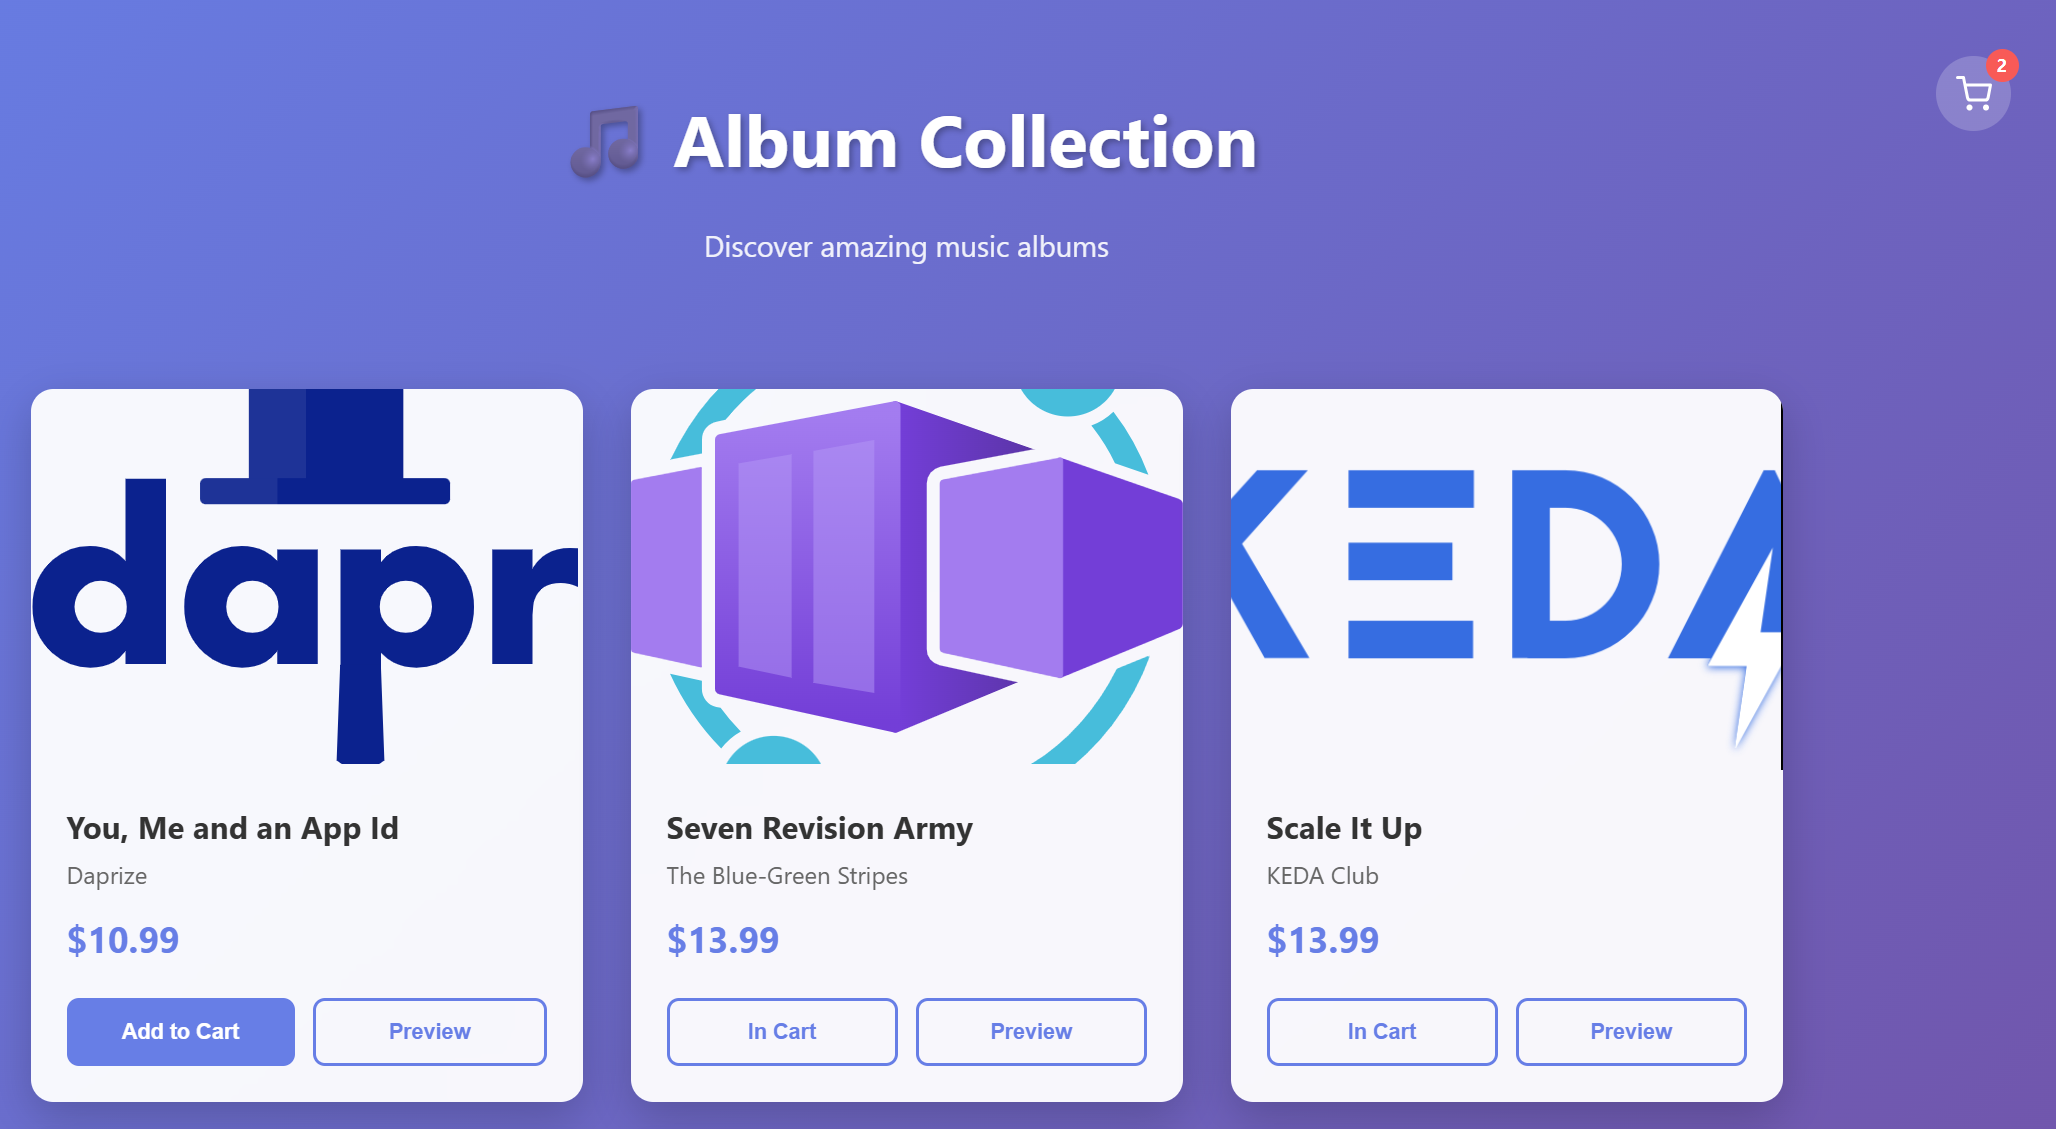 2
Album Collection
Discover amazing music albums
dapr
KEDA
You, Me and an App Id
Daprize
$10.99
Add to Cart
Preview
Seven Revision Army
The Blue-Green Stripes
$13.99
In Cart
Preview
Scale It Up
KEDA Club
$13.99
In Cart
Preview